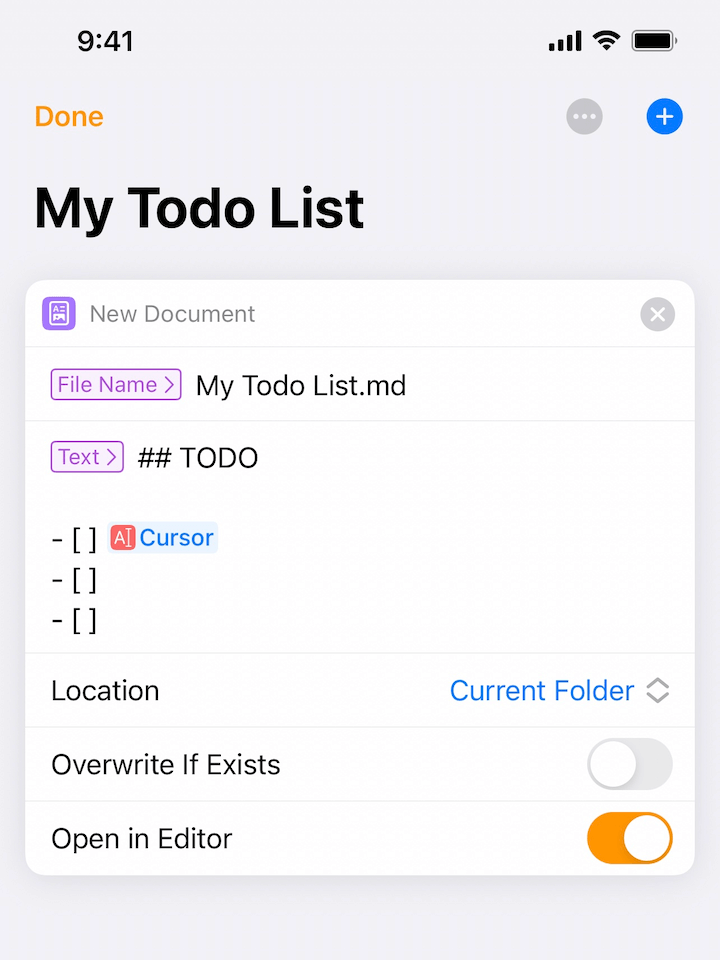 9:41
Done
My Todo List
New Document
File Name > My Todo List.md
Text > ## TODO
- [ ] AI Cursor
- [ ]
- [ ]
Location Current Folder
Overwrite If Exists
Open in Editor